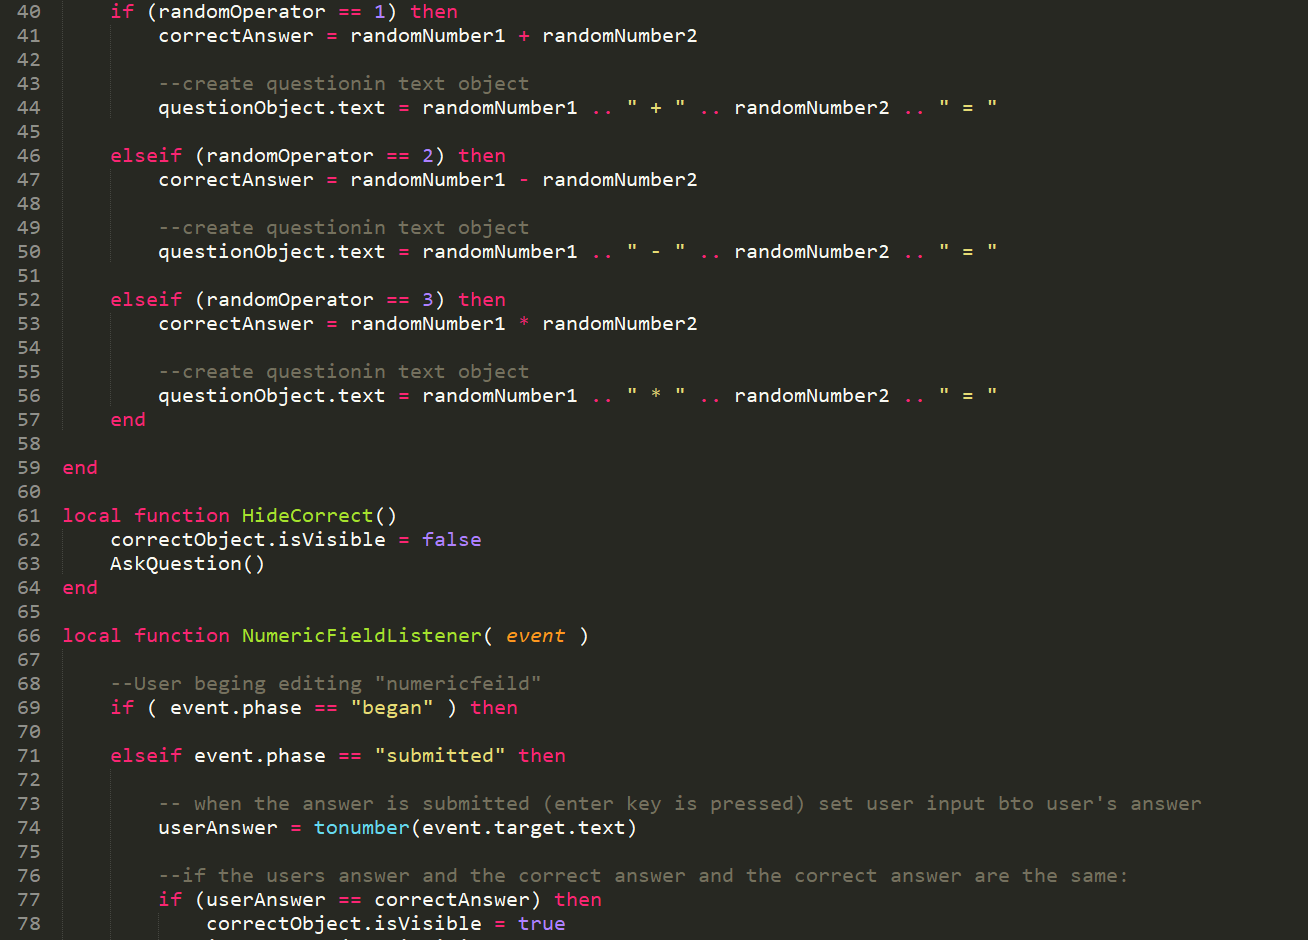 40 if (randomOperator == 1) then
41 correctAnswer = randomNumber1 + randomNumber2
42
43 --create questionin text object
44 questionObject.text = randomNumber1 .. " + " .. randomNumber2 .. " = "
45
46 elseif (randomOperator == 2) then
47 correctAnswer = randomNumber1 - randomNumber2
48
49 --create questionin text object
50 questionObject.text = randomNumber1 .. " - " .. randomNumber2 .. " = "
51
52 elseif (randomOperator == 3) then
53 correctAnswer = randomNumber1 * randomNumber2
54
55 --create questionin text object
56 questionObject.text = randomNumber1 .. " * " .. randomNumber2 .. " = "
57 end
58
59 end
60
61 local function HideCorrect()
62 correctObject.isVisible = false
63 AskQuestion()
64 end
65
66 local function NumericFieldListener( event )
67
68 --User beging editing "numericfeild"
69 if ( event.phase == "began" ) then
70
71 elseif event.phase == "submitted" then
72
73 -- when the answer is submitted (enter key is pressed) set user input bto user's answer
74 userAnswer = tonumber(event.target.text)
75
76 --if the users answer and the correct answer and the correct answer are the same:
77 if (userAnswer == correctAnswer) then
78 correctObject.isVisible = true